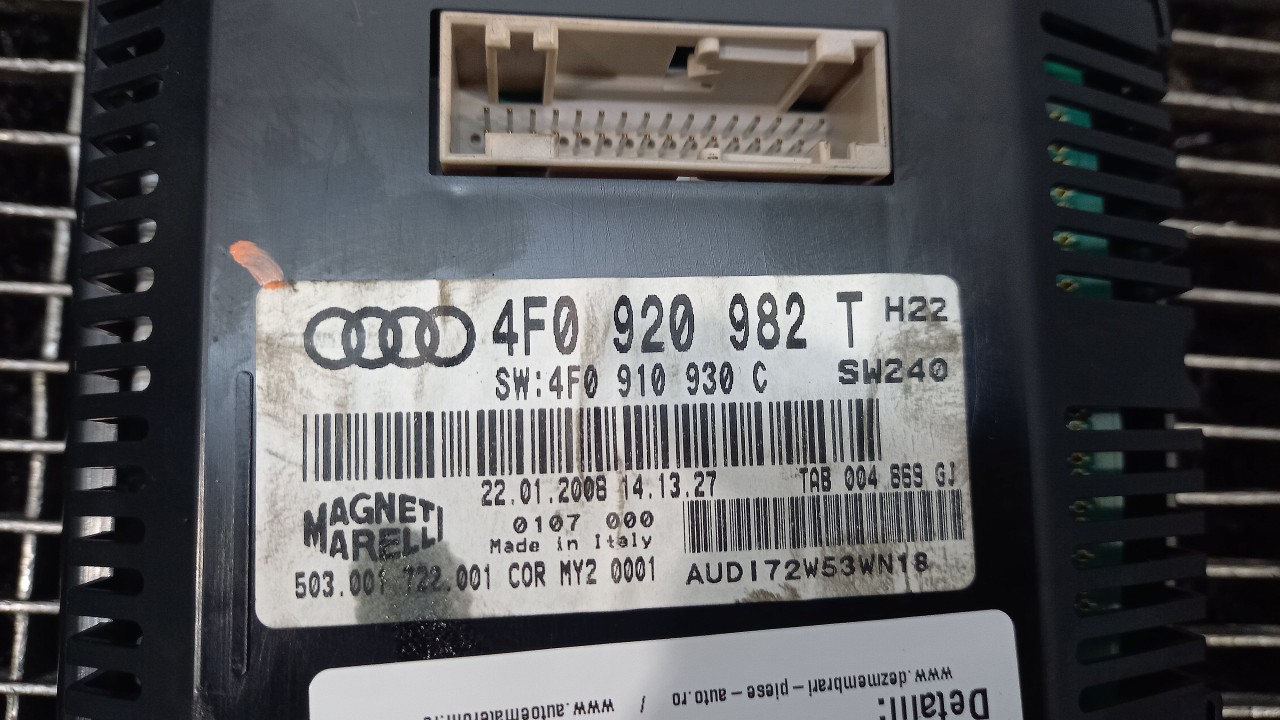 4F0 920 982 T H22
SW:4F0 910 930 C SW240
22.01.2008 14.13.27 TAB 004 869 GJ
MAGNETI MARELLI
0107 000
Made in Italy
503.001 722.001 COR MY2 0001 AUDI72W53WN18
Detalii:
www.dezmembrari-piese-auto.ro /